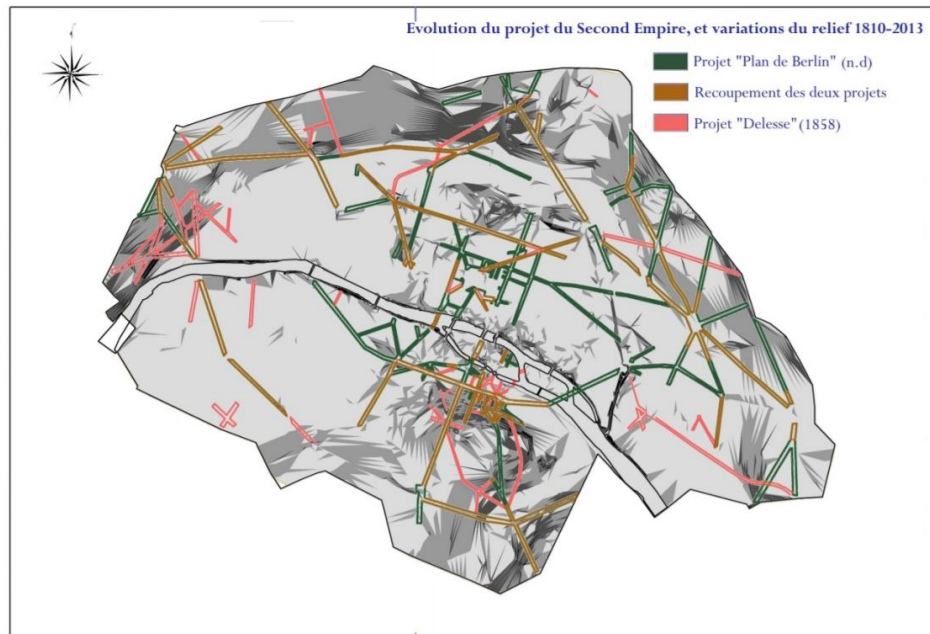 Evolution du projet du Second Empire, et variations du relief 1810-2013
Projet "Plan de Berlin" (n.d)
Recoupement des deux projets
Projet "Delesse" (1858)